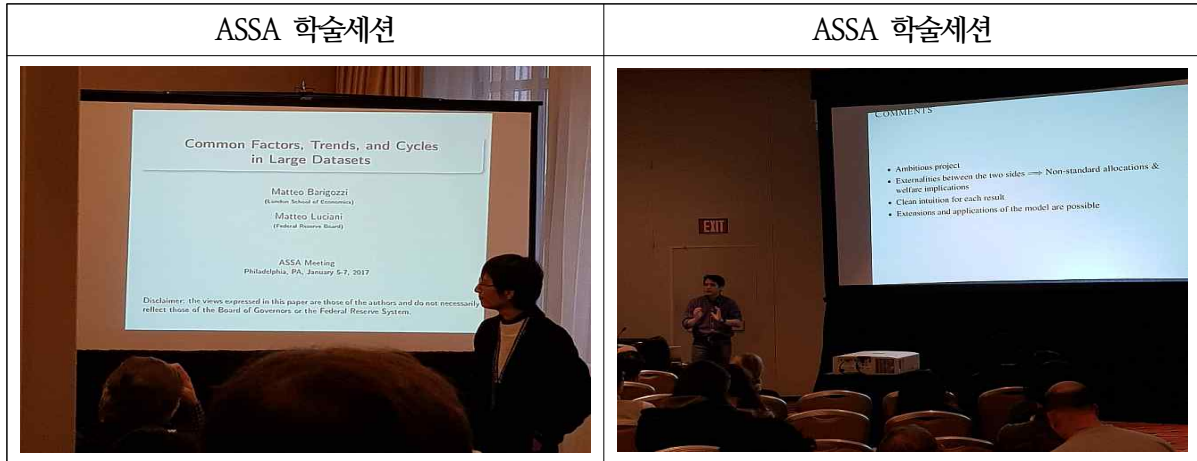 ASSA 학술세션
ASSA 학술세션
Common Factors, Trends, and Cycles
in Large Datasets
Matteo Barigozzi
(London School of Economics)
Matteo Luciani
(Federal Reserve Board)
ASSA Meeting
Philadelphia, PA, January 5-7, 2017
Disclaimer: the views expressed in this paper are those of the authors and do not necessarily
reflect those of the Board of Governors or the Federal Reserve System.
COMMENTS
• Ambitious project
• Externalities between the two sides ⟹ Non-standard allocations &
welfare implications
• Clean intuition for each result
• Extensions and applications of the model are possible
EXIT